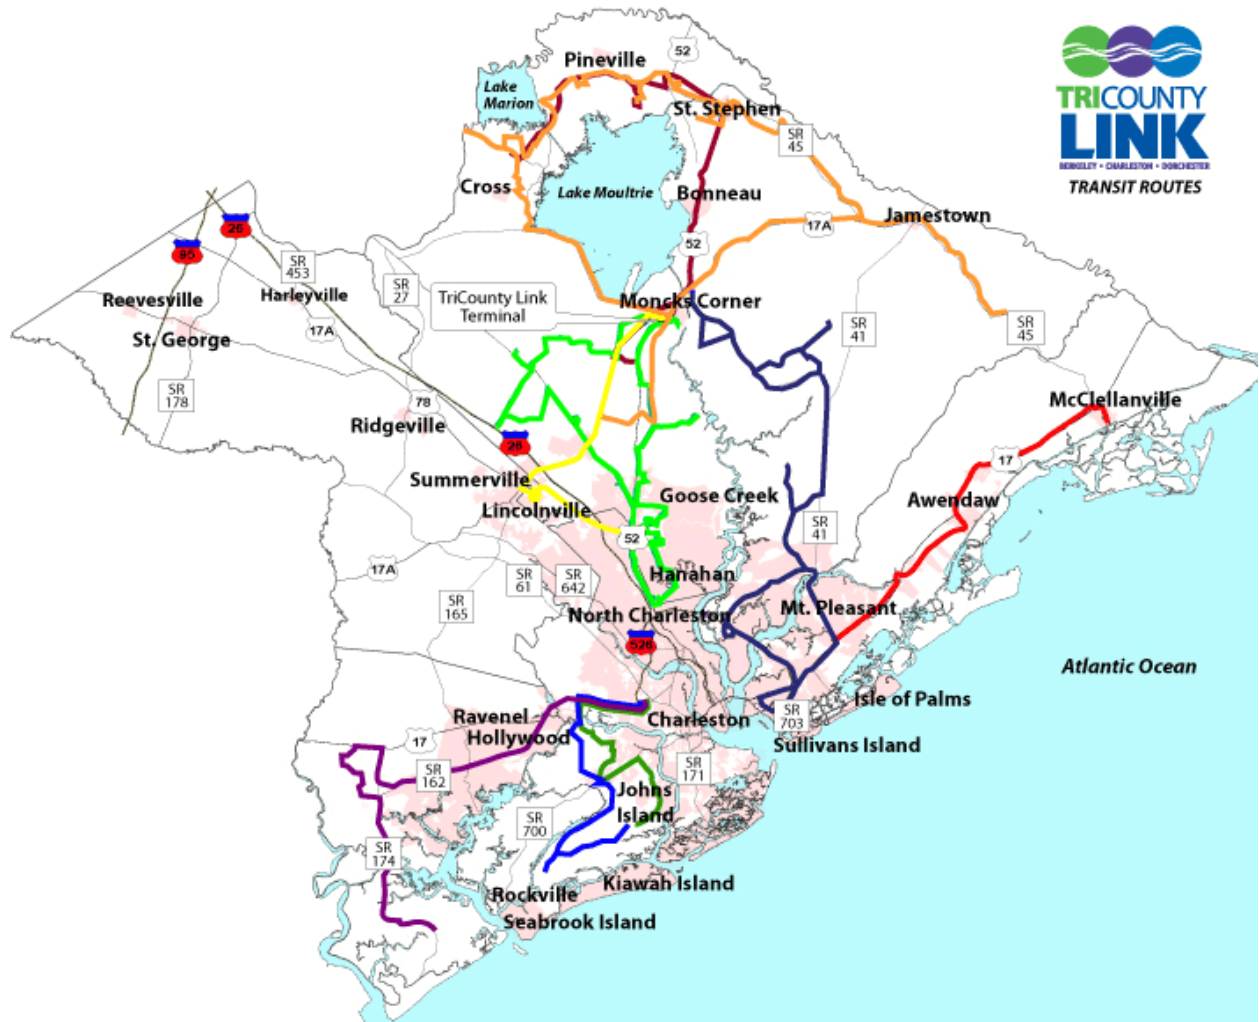 TRICOUNTY
LINK
BERKELEY • CHARLESTON • DORCHESTER
TRANSIT ROUTES
52
Pineville
Lake
Marion
St. Stephen
SR
45
Cross
Lake Moultrie
Bonneau
Jamestown
17A
26
95
52
SR
453
SR
27
Reevesville
Harleyville
TriCounty Link
Terminal
Moncks Corner
17A
St. George
SR
41
SR
45
SR
178
78
McClellanville
Ridgeville
26
17
Summerville
Goose Creek
Awendaw
Lincolnville
52
SR
41
17A
SR
61
SR
642
Hanahan
SR
165
North Charleston
Mt. Pleasant
526
Atlantic Ocean
Isle of Palms
Ravenel
Charleston
SR
703
Hollywood
17
Sullivans Island
SR
162
SR
171
Johns
Island
SR
700
SR
174
Kiawah Island
Rockville
Seabrook Island